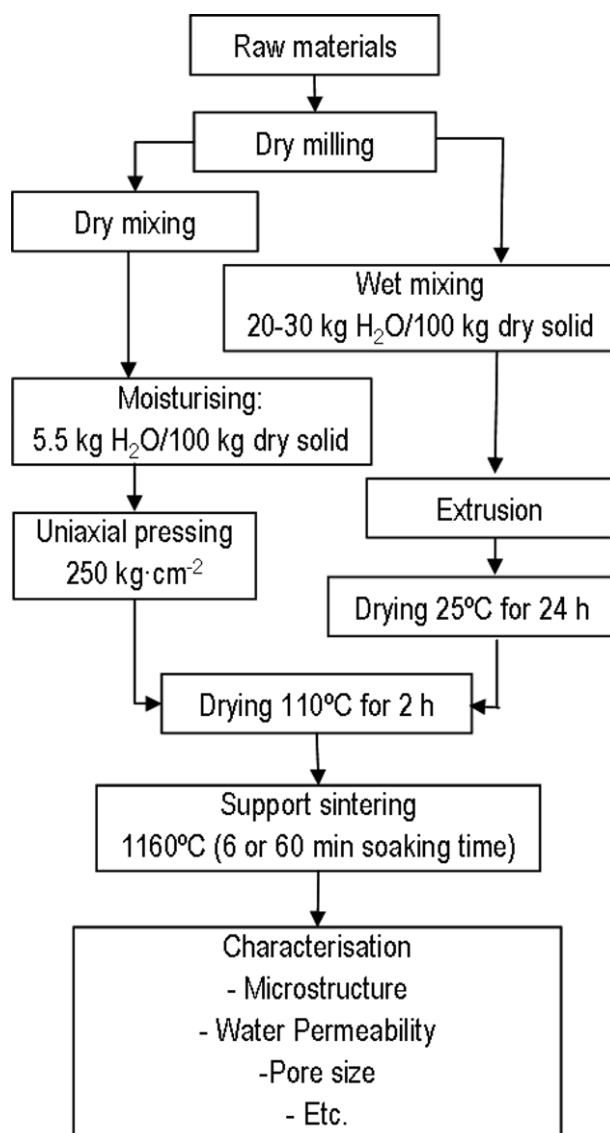 Raw materials
Dry milling
Dry mixing
Wet mixing
20-30 kg H₂O/100 kg dry solid
Moisturising:
5.5 kg H₂O/100 kg dry solid
Uniaxial pressing
250 kg·cm⁻²
Extrusion
Drying 25ºC for 24 h
Drying 110ºC for 2 h
Support sintering
1160ºC (6 or 60 min soaking time)
Characterisation
- Microstructure
- Water Permeability
-Pore size
- Etc.